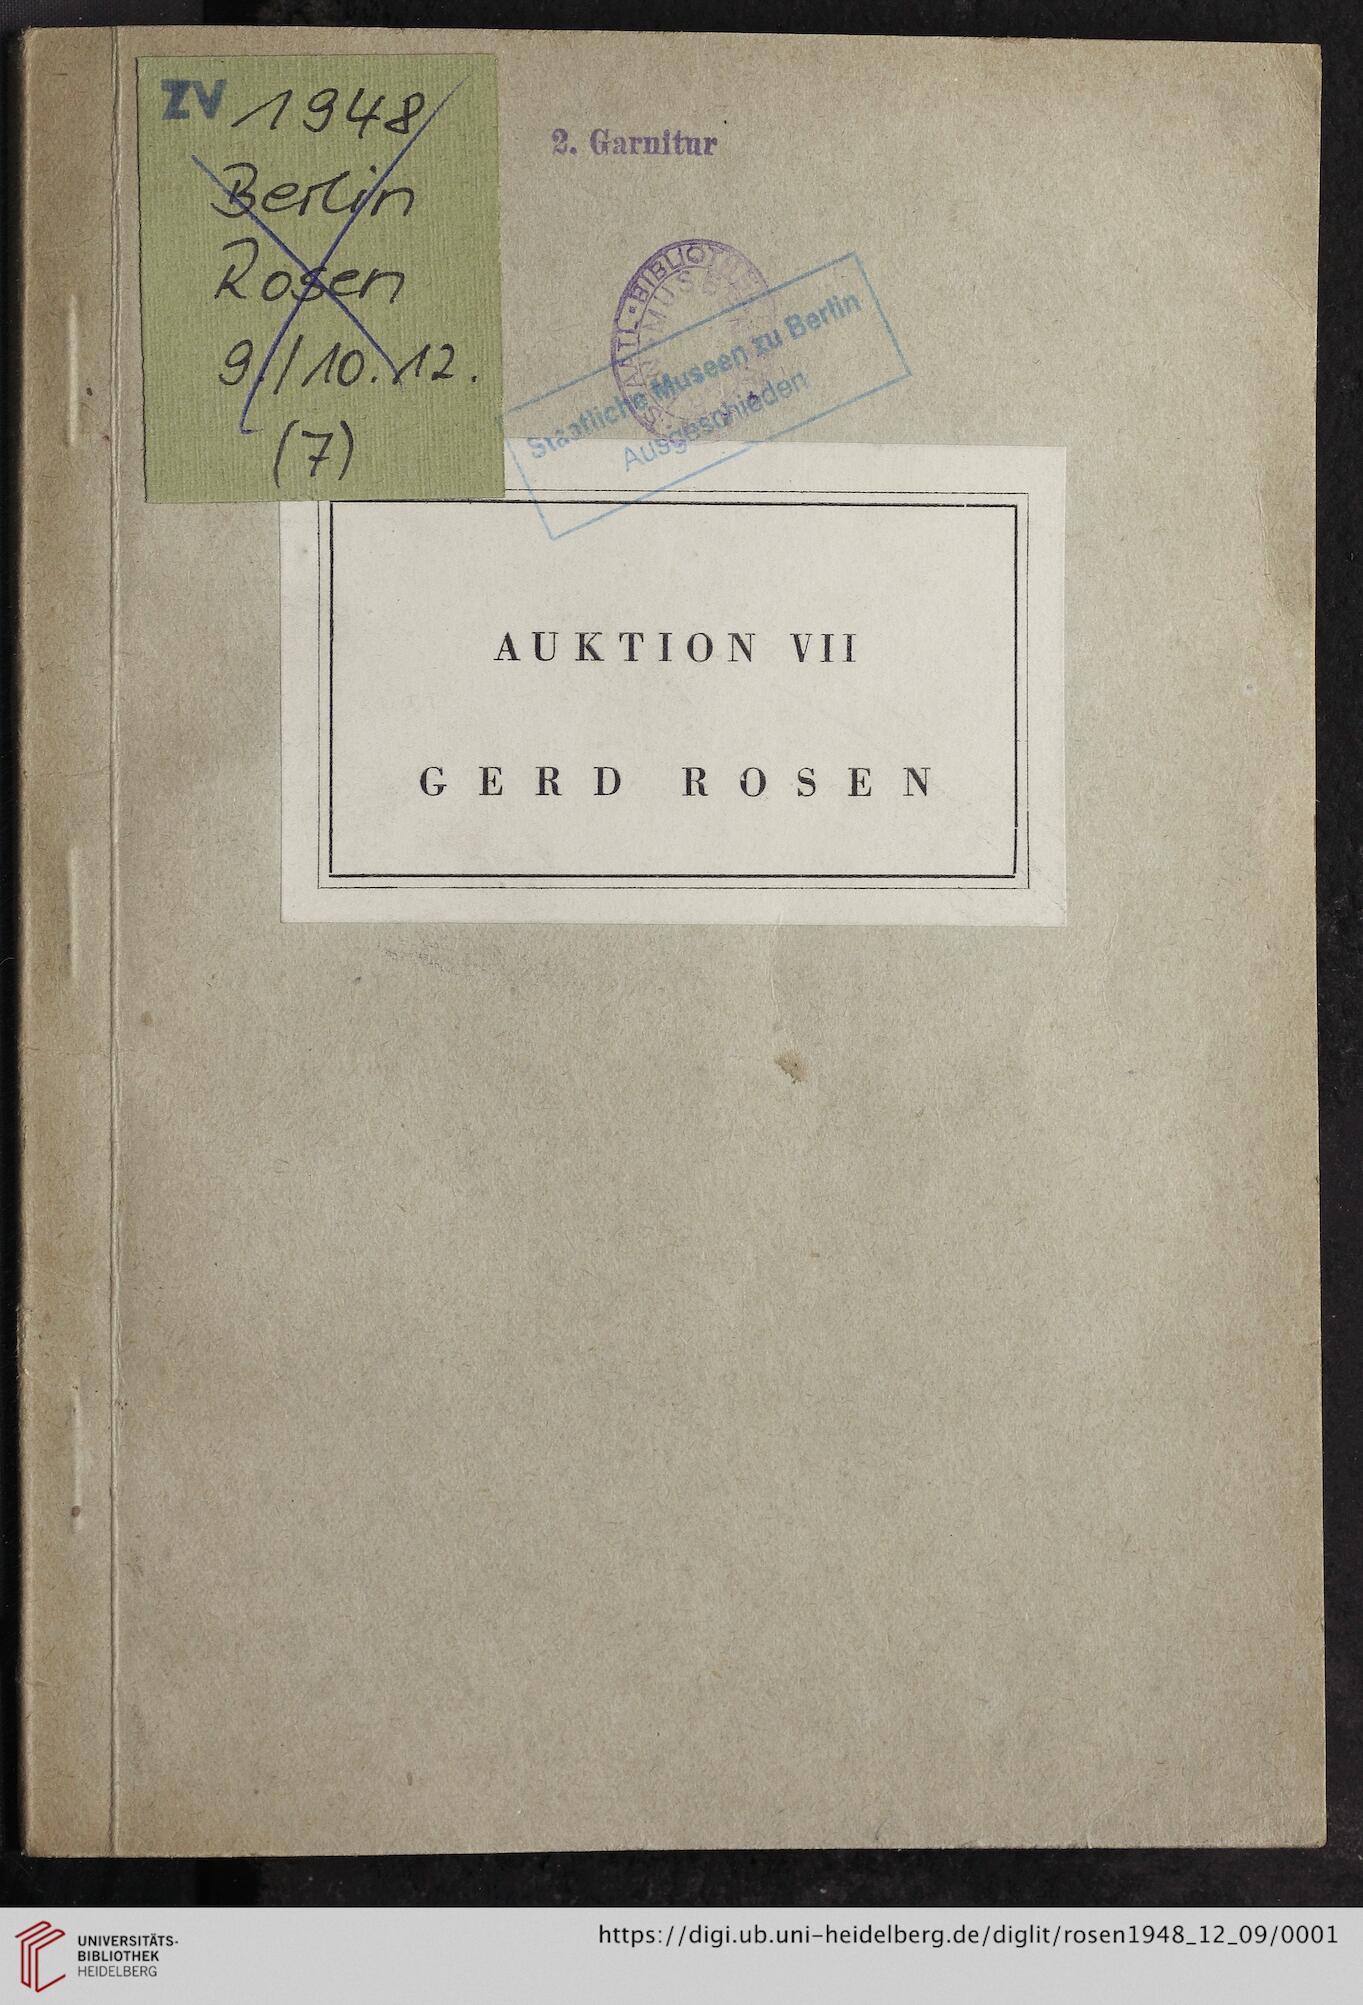 ZV 1948
Berlin
Rosen
9./10.12.
(7)
2. Garnitur
Staatliche Museen zu Berlin
Ausgeschieden
AUKTION VII
GERD ROSEN
UNIVERSITÄTS-
BIBLIOTHEK
HEIDELBERG
https://digi.ub.uni-heidelberg.de/diglit/rosen1948_12_09/0001